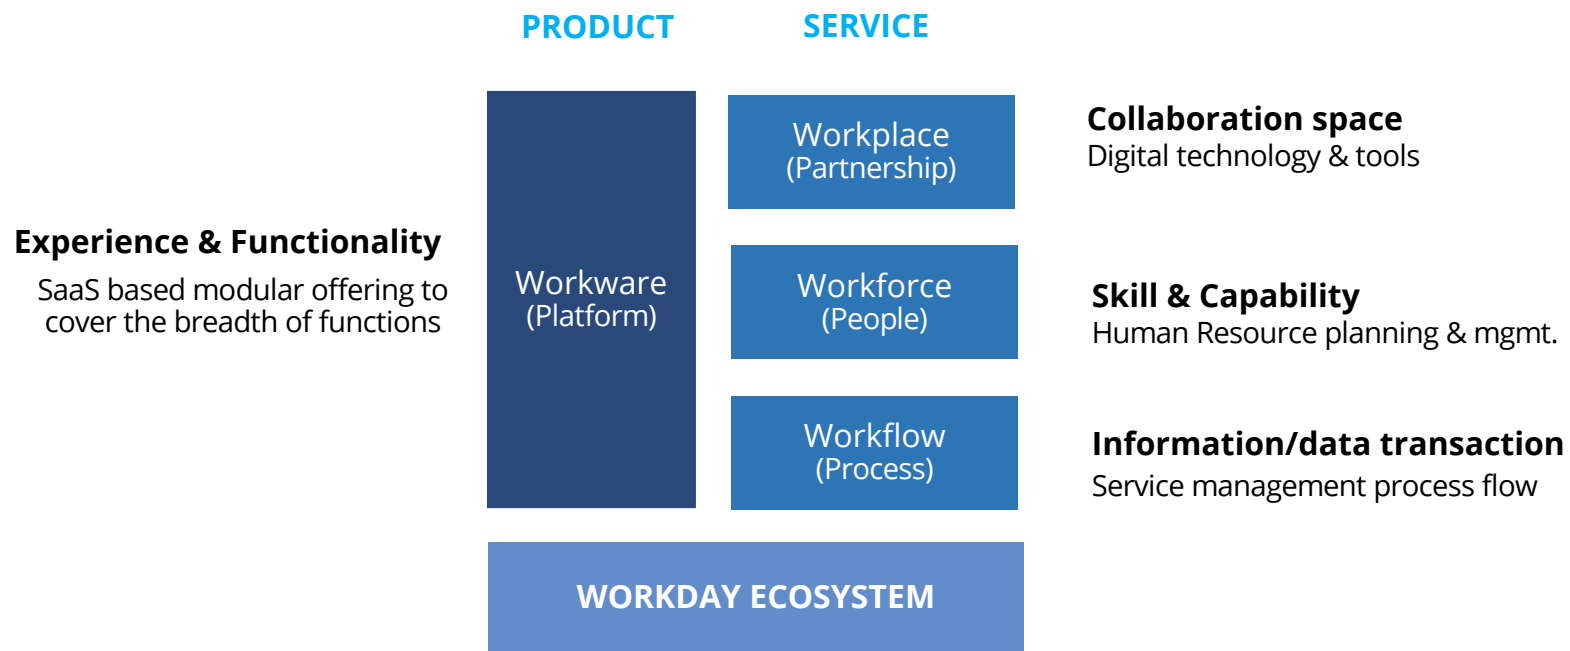 PRODUCT
SERVICE
Experience & Functionality
SaaS based modular offering to
cover the breadth of functions
Workware
(Platform)
Workplace
(Partnership)
Collaboration space
Digital technology & tools
Workforce
(People)
Skill & Capability
Human Resource planning & mgmt.
Workflow
(Process)
Information/data transaction
Service management process flow
WORKDAY ECOSYSTEM